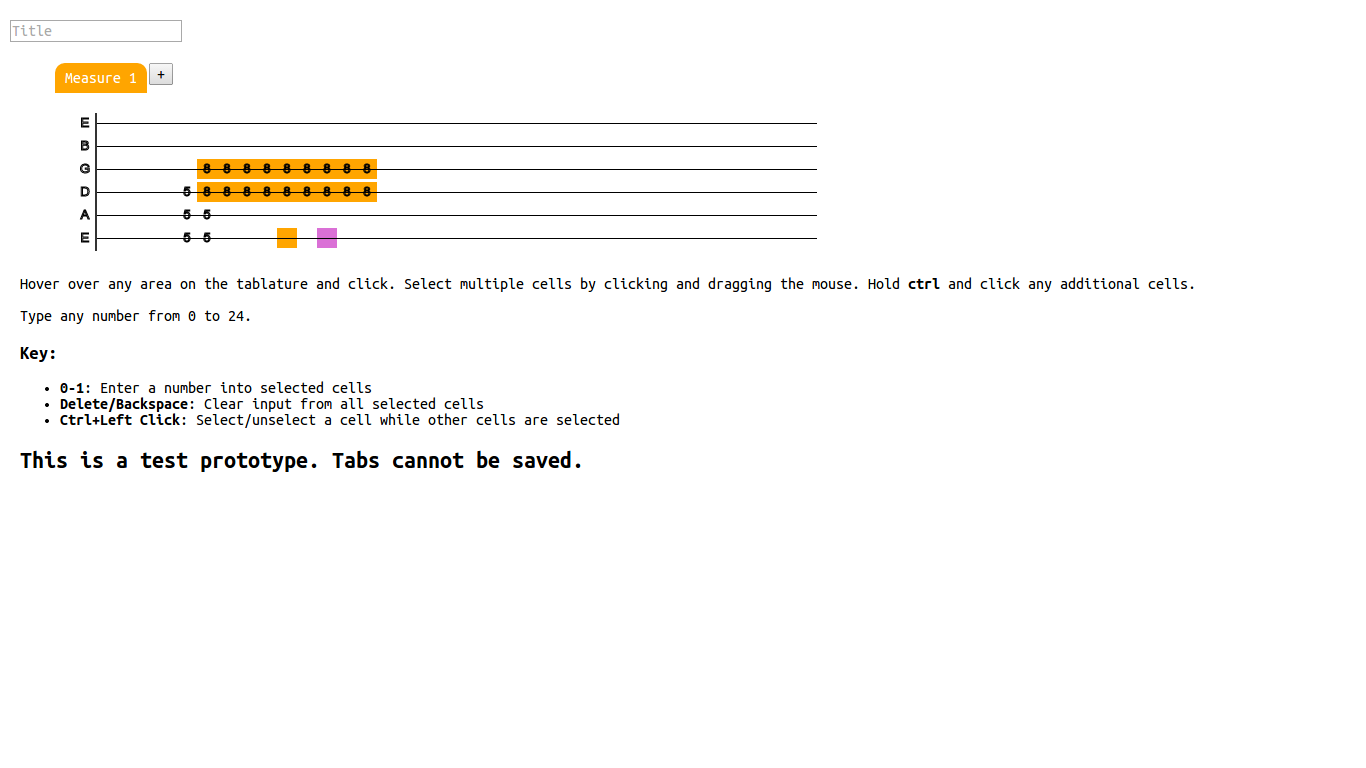 Title
Measure 1 +
E
B
G 8 8 8 8 8 8 8 8 8
D 5 8 8 8 8 8 8 8 8 8
A 5 5
E 5 5
Hover over any area on the tablature and click. Select multiple cells by clicking and dragging the mouse. Hold ctrl and click any additional cells.
Type any number from 0 to 24.
Key:
• 0-1: Enter a number into selected cells
• Delete/Backspace: Clear input from all selected cells
• Ctrl+Left Click: Select/unselect a cell while other cells are selected
This is a test prototype. Tabs cannot be saved.